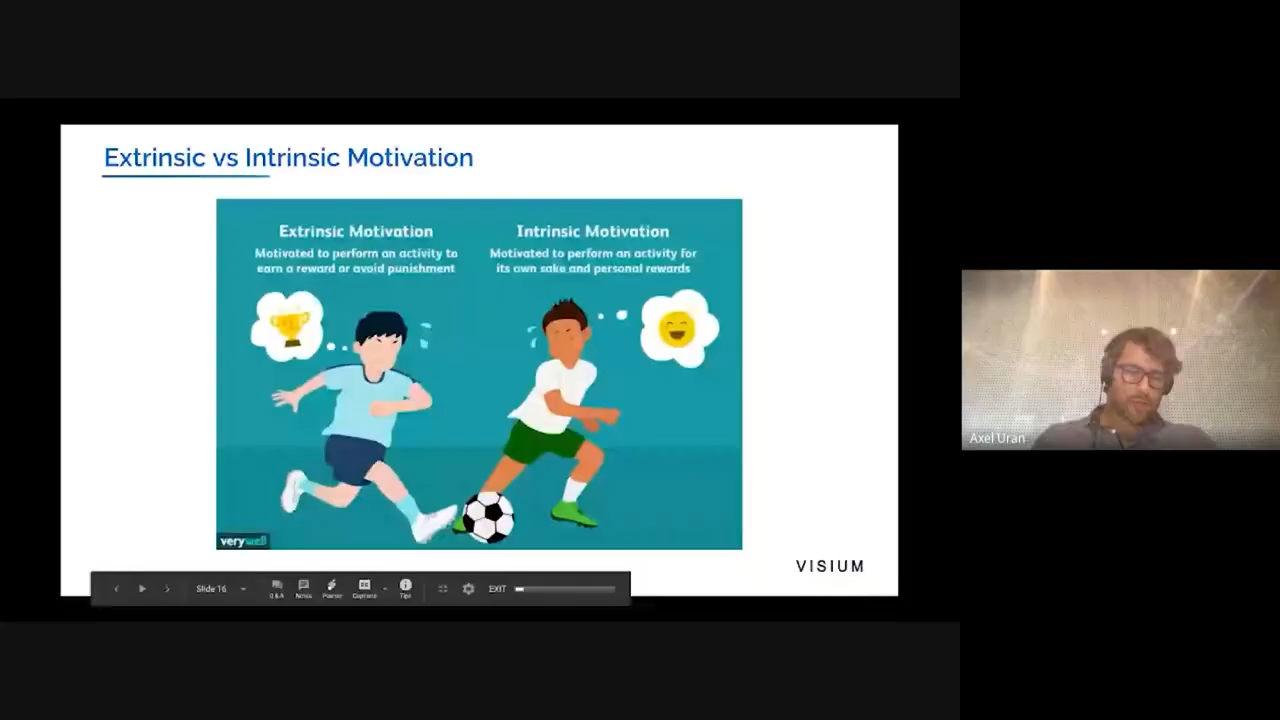 Extrinsic vs Intrinsic Motivation
Extrinsic Motivation
Motivated to perform an activity to
earn a reward or avoid punishment
Intrinsic Motivation
Motivated to perform an activity for
its own sake and personal rewards
verywell
VISIUM
Slide 16
Q & A
Notes
Pointer
Captions
Tips
EXIT
Axel Uran